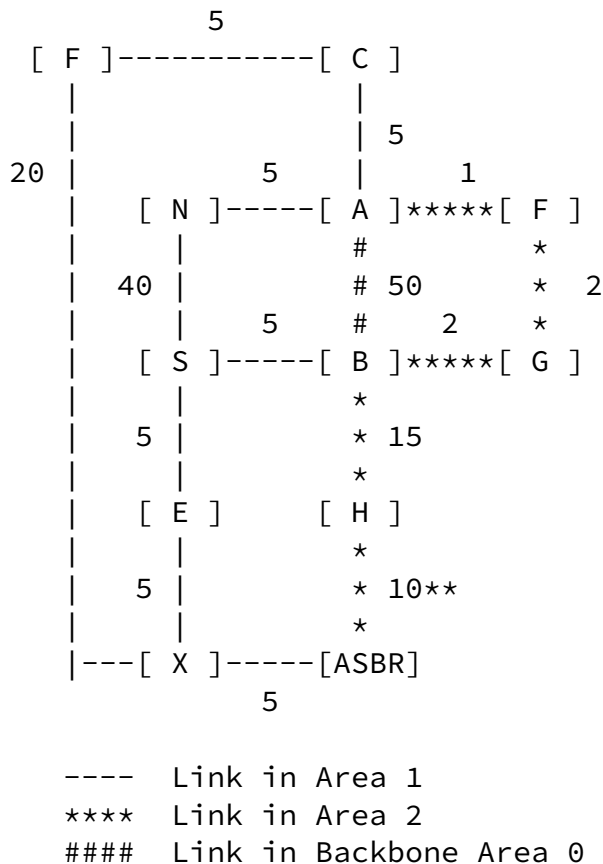 5
  [ F ]-----------[ C ]
     |                   |
     |                   | 5
 20  |            5      |      1
     |    [ N ]-----[ A ]*****[ F ]
     |       |           #           *
     |    40 |           # 50        *  2
     |       |      5    #     2     *
     |    [ S ]-----[ B ]*****[ G ]
     |       |           *
     |     5 |           * 15
     |       |           *
     |    [ E ]       [ H ]
     |       |           *
     |     5 |           * 10**
     |       |           *
     |---[ X ]-----[ASBR]
                  5
---- Link in Area 1
**** Link in Area 2
#### Link in Backbone Area 0